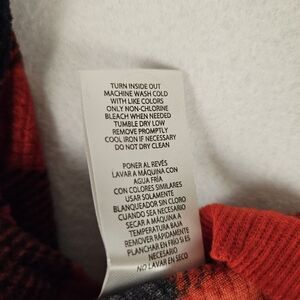 TURN INSIDE OUT
MACHINE WASH COLD
WITH LIKE COLORS
ONLY NON-CHLORINE
BLEACH WHEN NEEDED
TUMBLE DRY LOW
REMOVE PROMPTLY
COOL IRON IF NECESSARY
DO NOT DRY CLEAN
PONER AL REVÉS
LAVAR A MÁQUINA CON
AGUA FRÍA
CON COLORES SIMILARES
USAR SOLAMENTE
BLANQUEADOR SIN CLORO
CUANDO SEA NECESARIO
SECAR A MÁQUINA A
TEMPERATURA BAJA
REMOVER RÁPIDAMENTE
PLANCHAR EN FRÍO SI ES
NECESARIO
NO LAVAR EN SECO